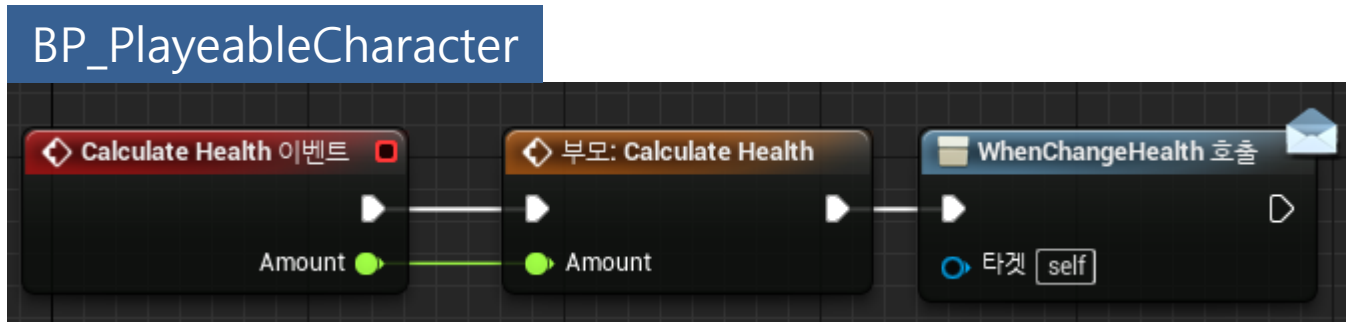 BP_PlayeableCharacter
Calculate Health 이벤트
부모: Calculate Health
WhenChangeHealth 호출
Amount
Amount
타겟 self